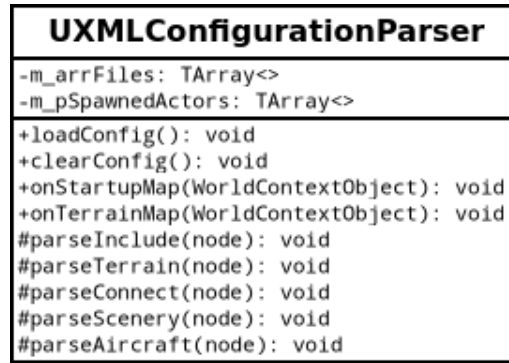 UXMLConfigurationParser
-m_arrFiles: TArray<>
-m_pSpawnedActors: TArray<>
+loadConfig(): void
+clearConfig(): void
+onStartupMap(WorldContextObject): void
+onTerrainMap(WorldContextObject): void
#parseInclude(node): void
#parseTerrain(node): void
#parseConnect(node): void
#parseScenery(node): void
#parseAircraft(node): void